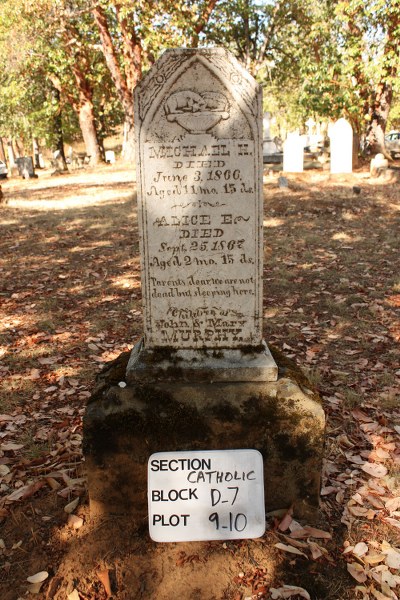 MICHAEL H.
DIED
June 3, 1866,
Aged 11 mo. 15 ds.
ALICE E.
DIED
Sept. 25, 1867
Aged 2 mo. 15 ds.
Parents dear we are not
dead but sleeping here.
Children of
John & Mary
MURPHY.
SECTION CATHOLIC
BLOCK D-7
PLOT 9-10